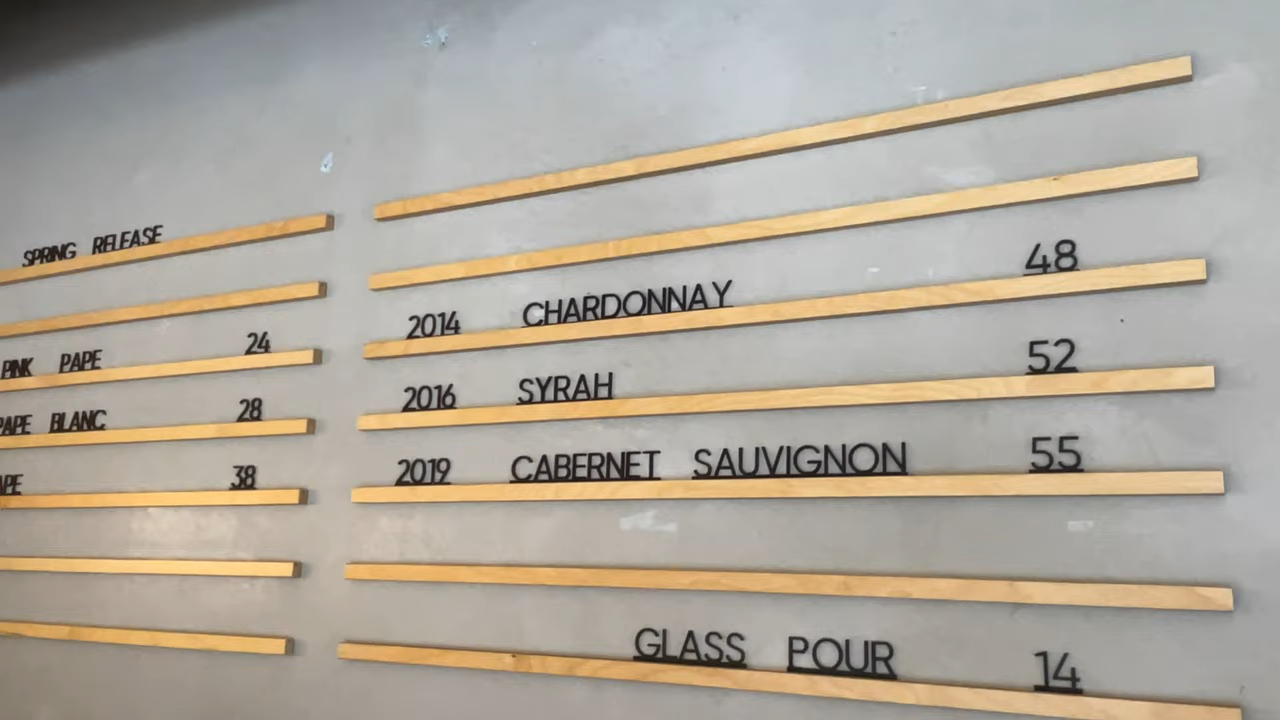 SPRING RELEASE
PINK PAPE 24
PAPE BLANC 28
38
2014 CHARDONNAY 48
2016 SYRAH 52
2019 CABERNET SAUVIGNON 55
GLASS POUR 14